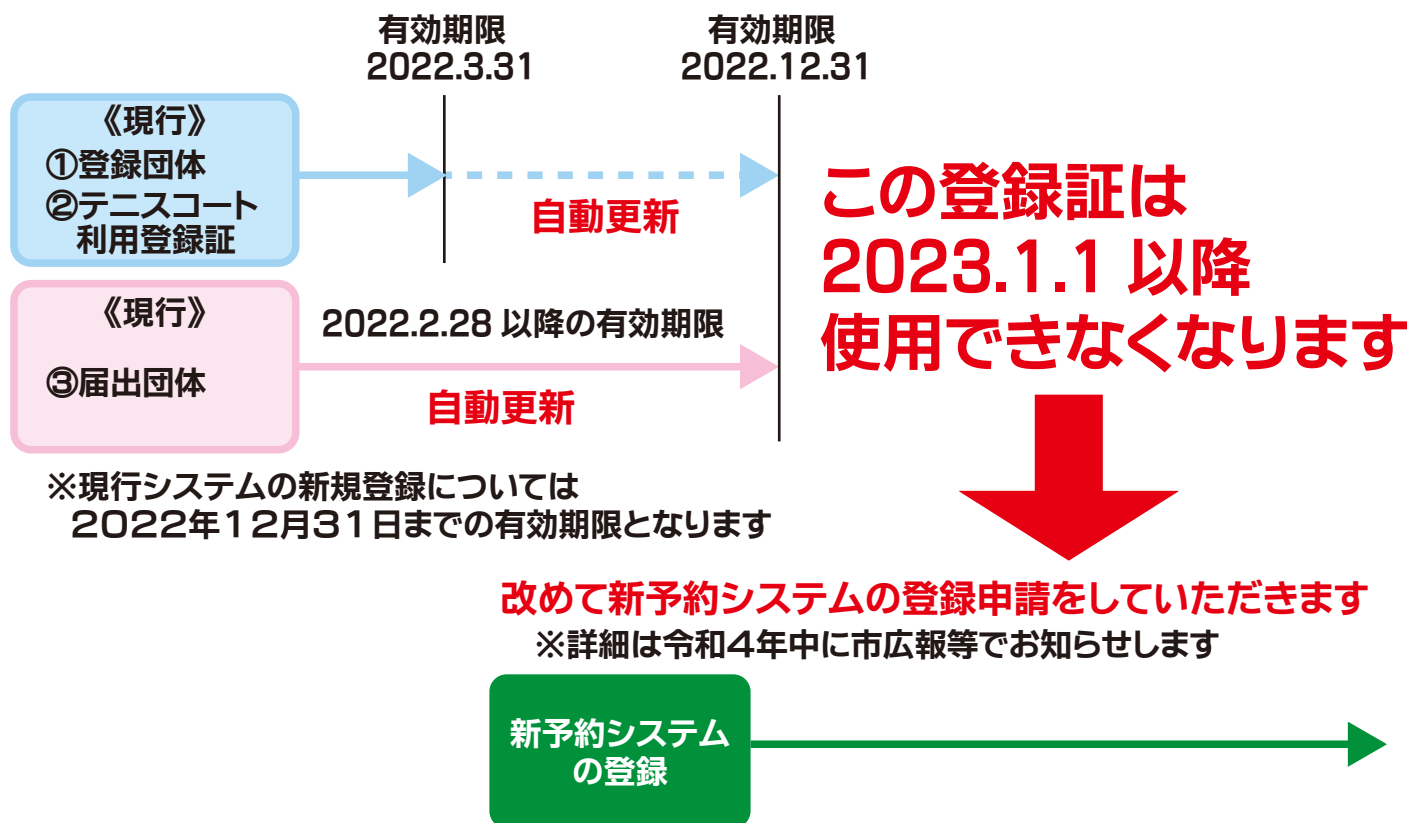 有効期限
2022.3.31
有効期限
2022.12.31
《現行》
①登録団体
②テニスコート
利用登録証
自動更新
《現行》
③届出団体
2022.2.28 以降の有効期限
自動更新
この登録証は
2023.1.1 以降
使用できなくなります
※現行システムの新規登録については
2022年12月31日までの有効期限となります
改めて新予約システムの登録申請をしていただきます
※詳細は令和4年中に市広報等でお知らせします
新予約システム
の登録